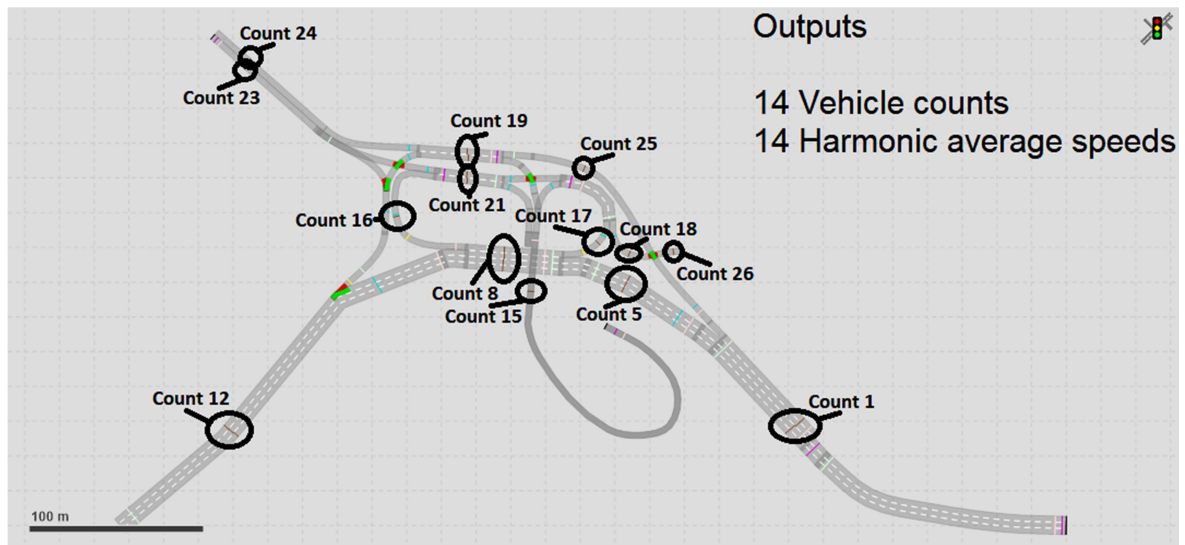 Count 24
Outputs
Count 23
14 Vehicle counts
Count 19
14 Harmonic average speeds
Count 25
Count 21
Count 16
Count 17
Count 18
Count 26
Count 8
Count 15
Count 5
Count 12
Count 1
100 m